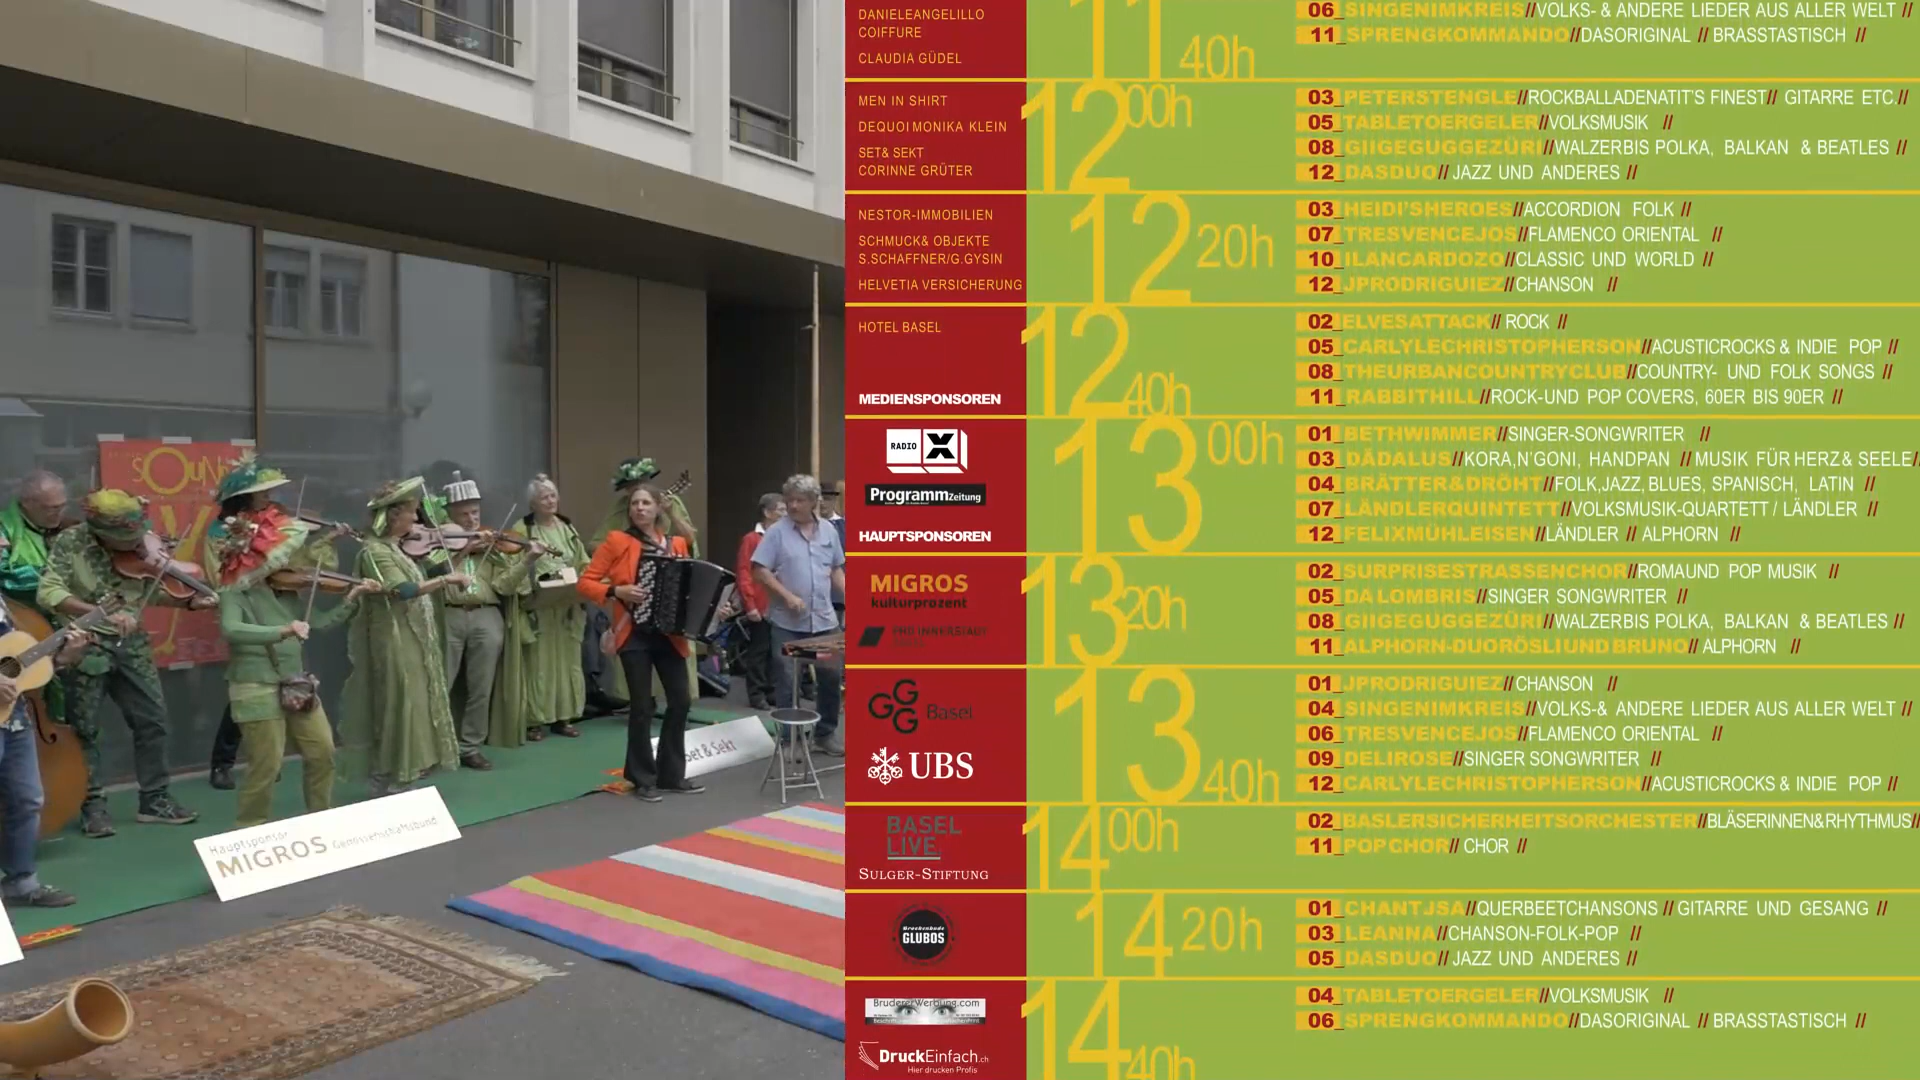 SOUN
Hauptsponsor
MIGROS Genossenschaftsbund
Set & Sekt
DANIELEANGELILLO
COIFFURE
CLAUDIA GÜDEL
MEN IN SHIRT
DEQUOI MONIKA KLEIN
SET& SEKT
CORINNE GRÜTER
NESTOR-IMMOBILIEN
SCHMUCK& OBJEKTE
S.SCHAFFNER/G.GYSIN
HELVETIA VERSICHERUNG
HOTEL BASEL
MEDIENSPONSOREN
RADIO X
ProgrammZeitung
HAUPTSPONSOREN
MIGROS
kulturprozent
PRO INNERSTADT
GGG Basel
UBS
BASEL
LIVE.
SULGER-STIFTUNG
Brockenbude
GLUBOS
BrudererWerbung.com
DruckEinfach.ch
Hier drucken Profis
11 40h
06_SINGENIMKREIS//VOLKS- & ANDERE LIEDER AUS ALLER WELT //
11_SPRENGKOMMANDO//DASORIGINAL // BRASSTASTISCH //
12 00h
03_PETERSTENGLE//ROCKBALLADENATIT'S FINEST// GITARRE ETC.//
05_TABLETOERGELER//VOLKSMUSIK //
08_GIIGEGUGGEZÜRI//WALZERBIS POLKA, BALKAN & BEATLES //
12_DASDUO// JAZZ UND ANDERES //
12 20h
03_HEIDI'SHEROES//ACCORDION FOLK //
07_TRESVENCEJOS//FLAMENCO ORIENTAL //
10_ILANCARDOZO//CLASSIC UND WORLD //
12_JPRODRIGUIEZ//CHANSON //
12 40h
02_ELVESATTACK// ROCK //
05_CARLYLECHRISTOPHERSON//ACUSTICROCKS & INDIE POP //
08_THEURBANCOUNTRYCLUB//COUNTRY- UND FOLK SONGS //
11_RABBITHILL//ROCK-UND POP COVERS, 60ER BIS 90ER //
13 00h
01_BETHWIMMER//SINGER-SONGWRITER //
03_DÄDALUS//KORA,N'GONI, HANDPAN // MUSIK FÜR HERZ & SEELE//
04_BRÄTTER&DRÖHT//FOLK,JAZZ,BLUES, SPANISCH, LATIN //
07_LÄNDLERQUINTETT//VOLKSMUSIK-QUARTETT / LÄNDLER //
12_FELIXMÜHLEISEN//LÄNDLER // ALPHORN //
13 20h
02_SURPRISESTRASSENCHOR//ROMAUND POP MUSIK //
05_DA LOMBRIS//SINGER SONGWRITER //
08_GIIGEGUGGEZÜRI//WALZERBIS POLKA, BALKAN & BEATLES //
11_ALPHORN-DUORÖSLIUNDBRUNO// ALPHORN //
13 40h
01_JPRODRIGUIEZ//CHANSON //
04_SINGENIMKREIS//VOLKS-& ANDERE LIEDER AUS ALLER WELT //
06_TRESVENCEJOS//FLAMENCO ORIENTAL //
09_DELIROSE//SINGER SONGWRITER //
12_CARLYLECHRISTOPHERSON//ACUSTICROCKS & INDIE POP //
14 00h
02_BASLERSICHERHEITSORCHESTER//BLÄSERINNEN&RHYTHMUS//
11_POPCHOR// CHOR //
14 20h
01_CHANTJSA//QUERBEETCHANSONS // GITARRE UND GESANG //
03_LEANNA//CHANSON-FOLK-POP //
05_DASDUO// JAZZ UND ANDERES //
14 40h
04_TABLETOERGELER//VOLKSMUSIK //
06_SPRENGKOMMANDO//DASORIGINAL // BRASSTASTISCH //